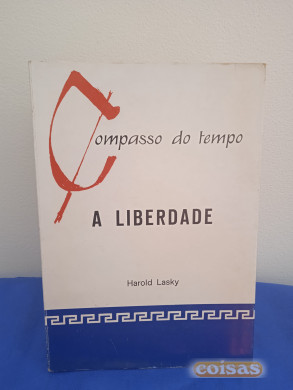 Compasso do tempo
A LIBERDADE
Harold Lasky
coisas